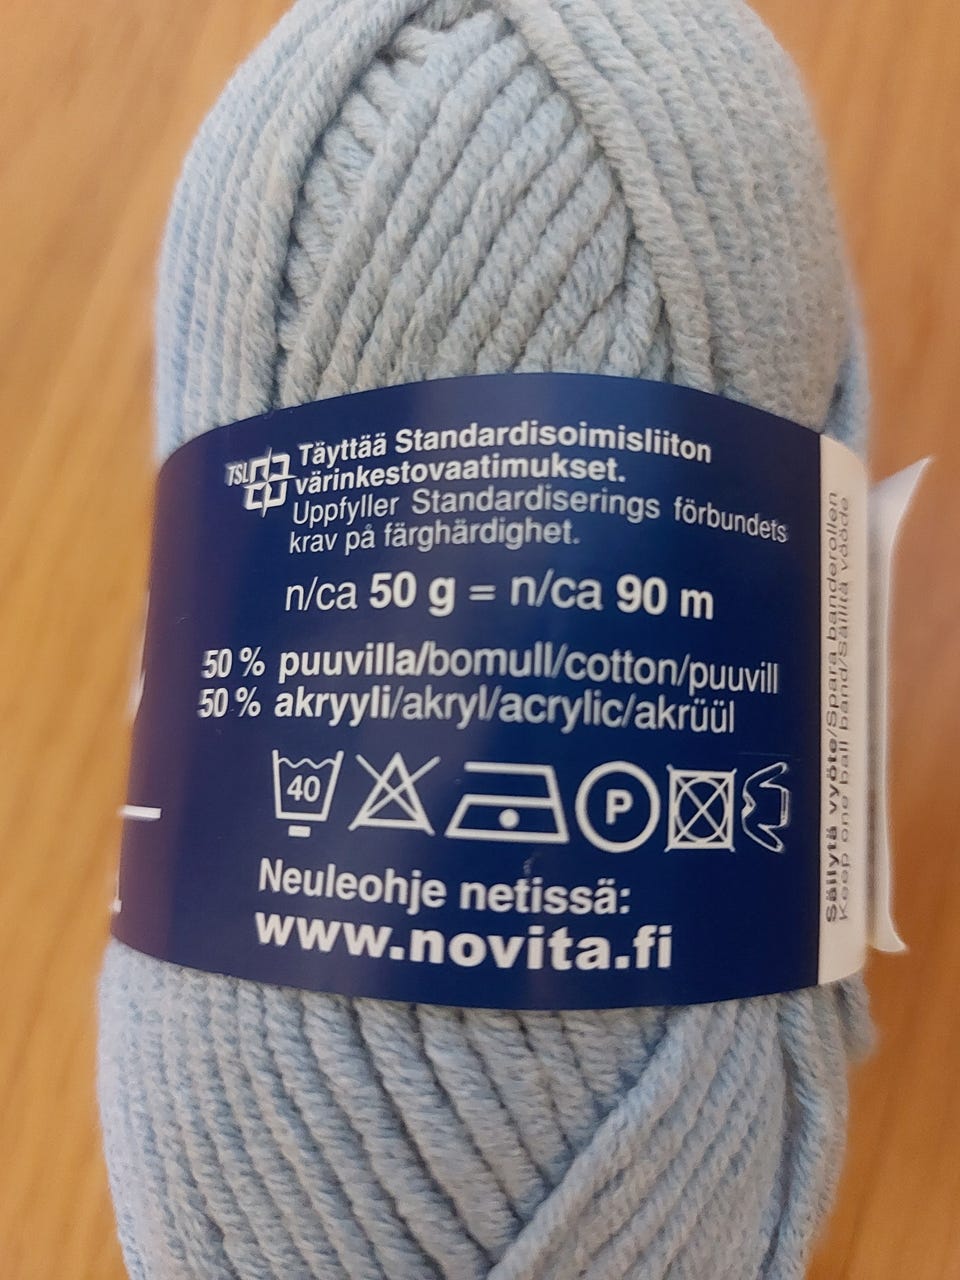 TSL
Täyttää Standardisoimisliiton
värinkestovaatimukset.
Uppfyller Standardiserings förbundets
krav på färghärdighet.
n/ca 50 g = n/ca 90 m
50 % puuvilla/bomull/cotton/puuvill
50 % akryyli/akryl/acrylic/akrüül
40
P
Neuleohje netissä:
www.novita.fi
Säilytä vyöte/Spara banderollen
Keep one ball band/Säilitä vööde